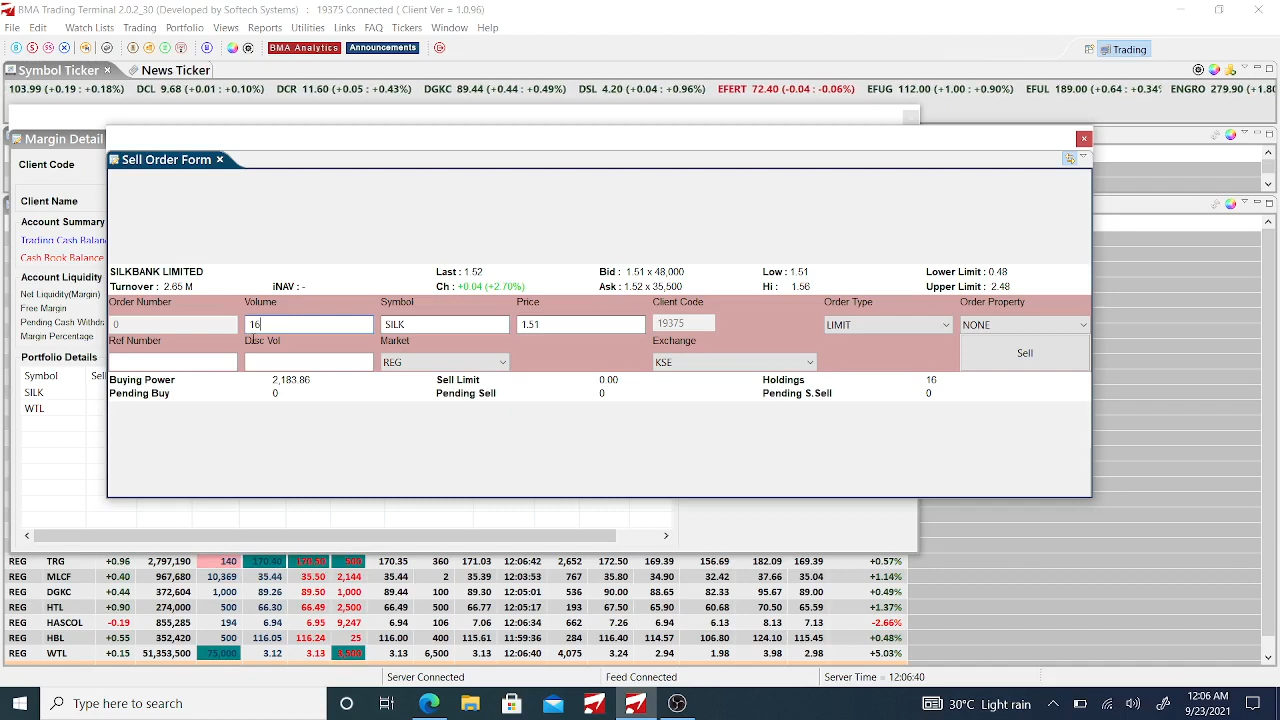 BMA Trading Terminal 2.0.2_30 (Developed by Softech Systems) : 19375 Connected ( Client Ver = 1.0.96)
File Edit Watch Lists Trading Portfolio Views Reports Utilities Links FAQ Tickers Window Help
BMA Analytics Announcements Trading
Symbol Ticker News Ticker
103.99 (+0.19 : +0.18%) DCL 9.68 (+0.01 : +0.10%) DCR 11.60 (+0.05 : +0.43%) DGKC 89.44 (+0.44 : +0.49%) DSL 4.20 (+0.04 : +0.96%) EFERT 72.40 (-0.04 : -0.06%) EFUG 112.00 (+1.00 : +0.90%) EFUL 189.00 (+0.64 : +0.34% ENGRO 279.90 (+1.80
Margin Detail
Sell Order Form
Client Code
Client Name
Account Summary
Trading Cash Balanc
Cash Book Balance
Account Liquidity
Net Liquidity(Margin)
Free Margin
Pending Cash Withdra
Margin Percentage
Portfolio Details
Symbol Sell
SILK
WTL
SILKBANK LIMITED Last : 1.52 Bid : 1.51 x 48,000 Low : 1.51 Lower Limit : 0.48
Turnover : 2.65 M iNAV : - Ch : +0.04 (+2.70%) Ask : 1.52 x 35,500 Hi : 1.56 Upper Limit : 2.48
Order Number Volume Symbol Price Client Code Order Type Order Property
0 16 SILK 1.51 19375 LIMIT NONE
Ref Number Disc Vol Market Exchange Sell
REG KSE
Buying Power 2,183.86 Sell Limit 0.00 Holdings 16
Pending Buy 0 Pending Sell 0 Pending S.Sell 0
REG TRG +0.96 2,797,190 140 170.40 170.50 500 170.35 360 171.03 12:06:42 2,652 172.50 169.39 156.69 182.09 169.39 +0.57%
REG MLCF +0.40 967,680 10,369 35.44 35.50 2,144 35.44 2 35.39 12:03:53 767 35.80 34.90 32.42 37.66 35.04 +1.14%
REG DGKC +0.44 372,604 1,000 89.26 89.50 1,000 89.44 100 89.30 12:05:01 536 90.00 88.65 82.33 95.67 89.00 +0.49%
REG HTL +0.90 274,000 500 66.30 66.49 2,500 66.49 500 66.77 12:05:17 193 67.50 65.90 60.68 70.50 65.59 +1.37%
REG HASCOL -0.19 855,285 194 6.94 6.95 9,247 6.94 106 7.06 12:06:34 662 7.26 6.94 6.13 8.13 7.13 -2.66%
REG HBL +0.55 352,420 500 116.05 116.24 25 116.00 400 115.61 11:59:36 284 116.40 114.57 106.80 124.10 115.45 +0.48%
REG WTL +0.15 51,353,500 75,000 3.12 3.13 3,500 3.13 6,500 3.13 12:06:40 4,075 3.24 2.94 1.98 3.98 2.98 +5.03%
Server Connected Feed Connected Server Time = 12:06:40
Type here to search 30°C Light rain 12:06 AM
9/23/2021